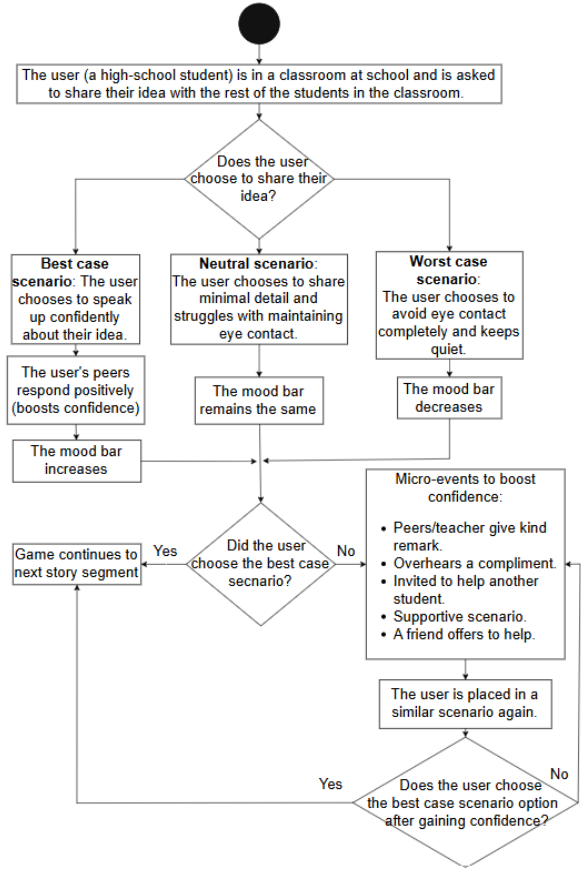 The user (a high-school student) is in a classroom at school and is asked
to share their idea with the rest of the students in the classroom.
Does the user
choose to share their
idea?
Best case
scenario: The user
chooses to speak
up confidently
about their idea.
Neutral scenario:
The user chooses to share
minimal detail and
struggles with maintaining
eye contact.
Worst case
scenario:
The user chooses to
avoid eye contact
completely and keeps
quiet.
The user's peers
respond positively
(boosts confidence)
The mood bar
remains the same
The mood bar
decreases
The mood bar
increases
Micro-events to boost
confidence:
• Peers/teacher give kind
remark.
• Overhears a compliment.
• Invited to help another
student.
• Supportive scenario.
• A friend offers to help.
Game continues to
next story segment
Yes
Did the user
choose the best case
secnario?
No
The user is placed in a
similar scenario again.
Yes
Does the user choose
the best case scenario option
after gaining confidence?
No